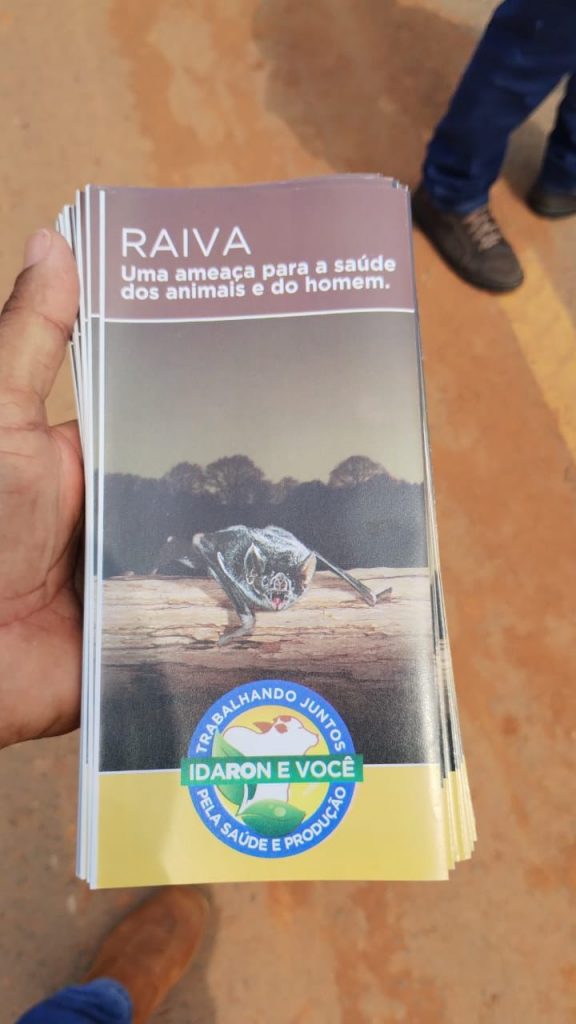 RAIVA
Uma ameaça para a saúde
dos animais e do homem.
TRABALHANDO JUNTOS
IDARON E VOCÊ
PELA SAÚDE E PRODUÇÃO